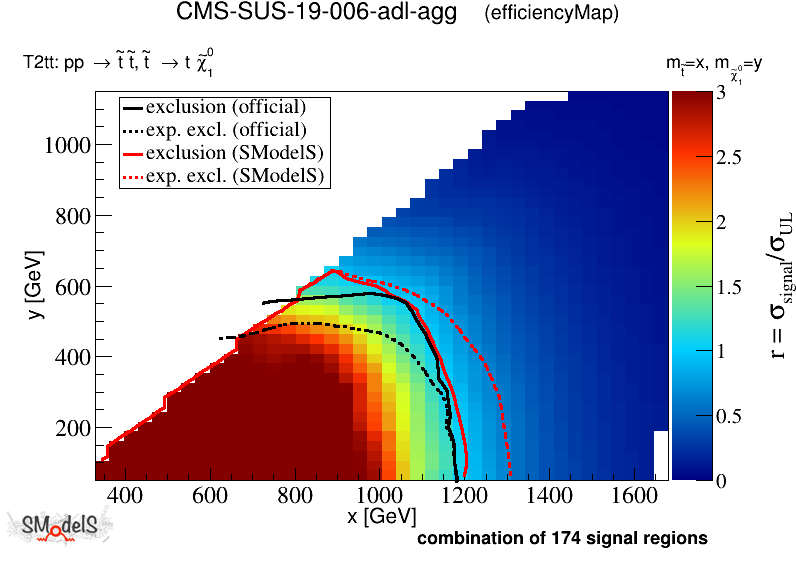 CMS-SUS-19-006-adl-agg (efficiencyMap)
T2tt: pp → t̃ t̃, t̃ → t χ̃₁⁰
m_t̃=x, m_χ̃₁⁰=y
exclusion (official)
exp. excl. (official)
exclusion (SModelS)
exp. excl. (SModelS)
1000
800
600
400
200
y [GeV]
400 600 800 1000 1200 1400 1600
x [GeV]
3
2.5
2
1.5
1
0.5
0
r = σ_signal/σ_UL
SModelS
combination of 174 signal regions